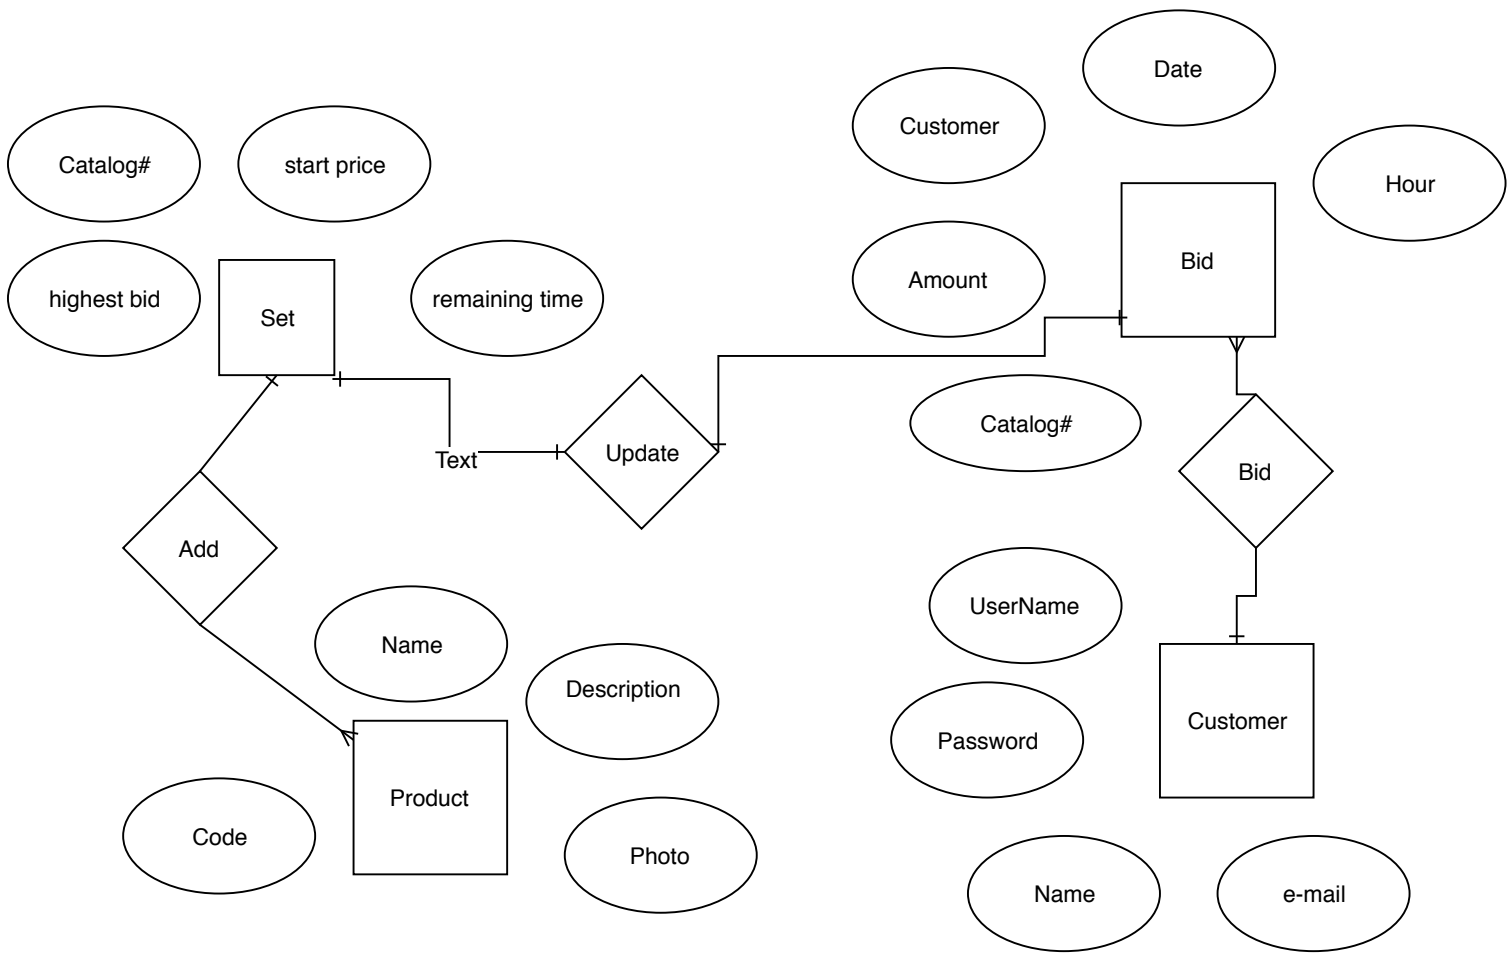 Date
Customer
Catalog#
start price
Hour
Bid
Amount
highest bid
remaining time
Set
Catalog#
Text
Update
Bid
Add
UserName
Name
Description
Customer
Password
Product
Code
Photo
Name
e-mail